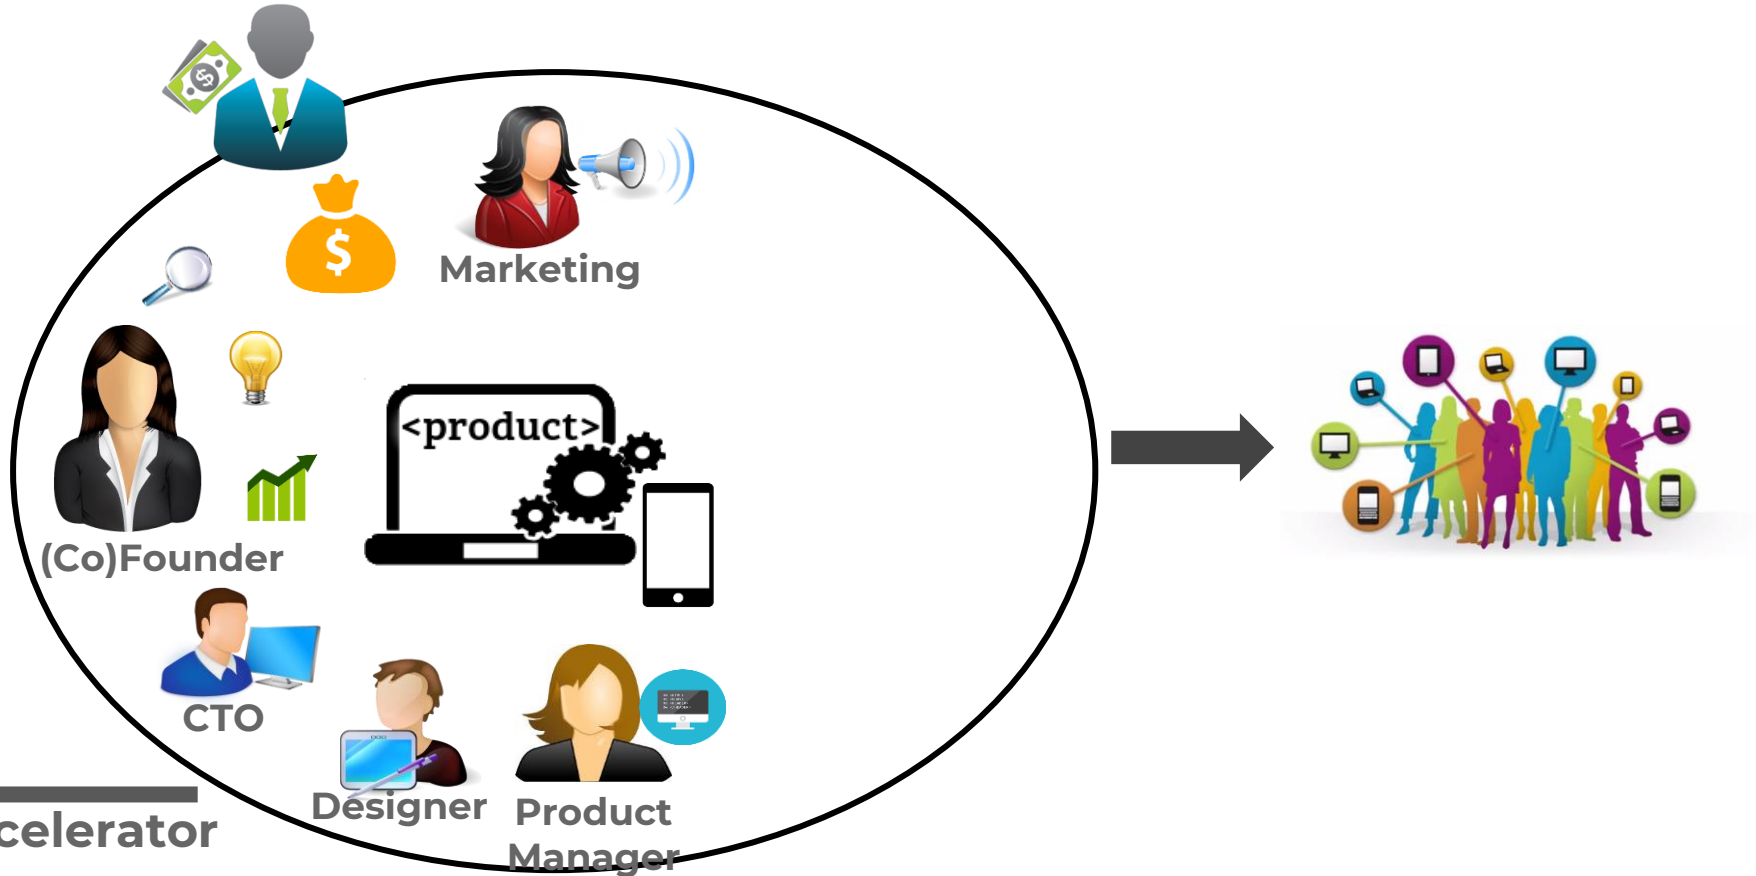 $
$
Marketing
<product>
(Co)Founder
CTO
Designer
Product
Manager
celerator